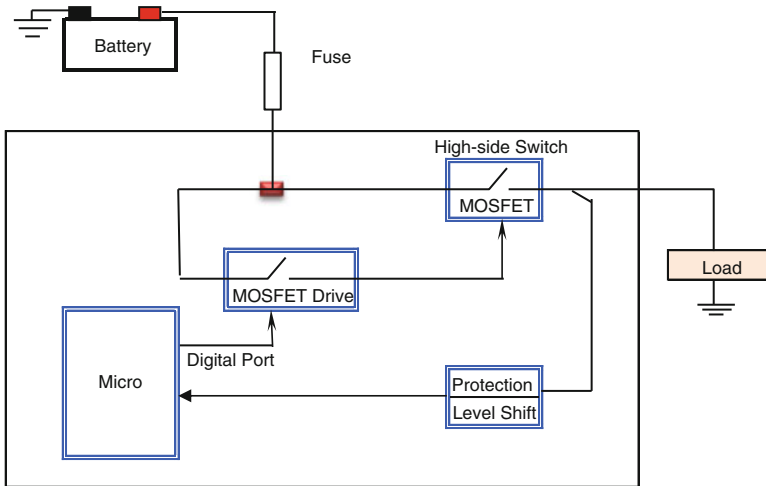 Battery
Fuse
High-side Switch
MOSFET
MOSFET Drive
Load
Digital Port
Micro
Protection
Level Shift